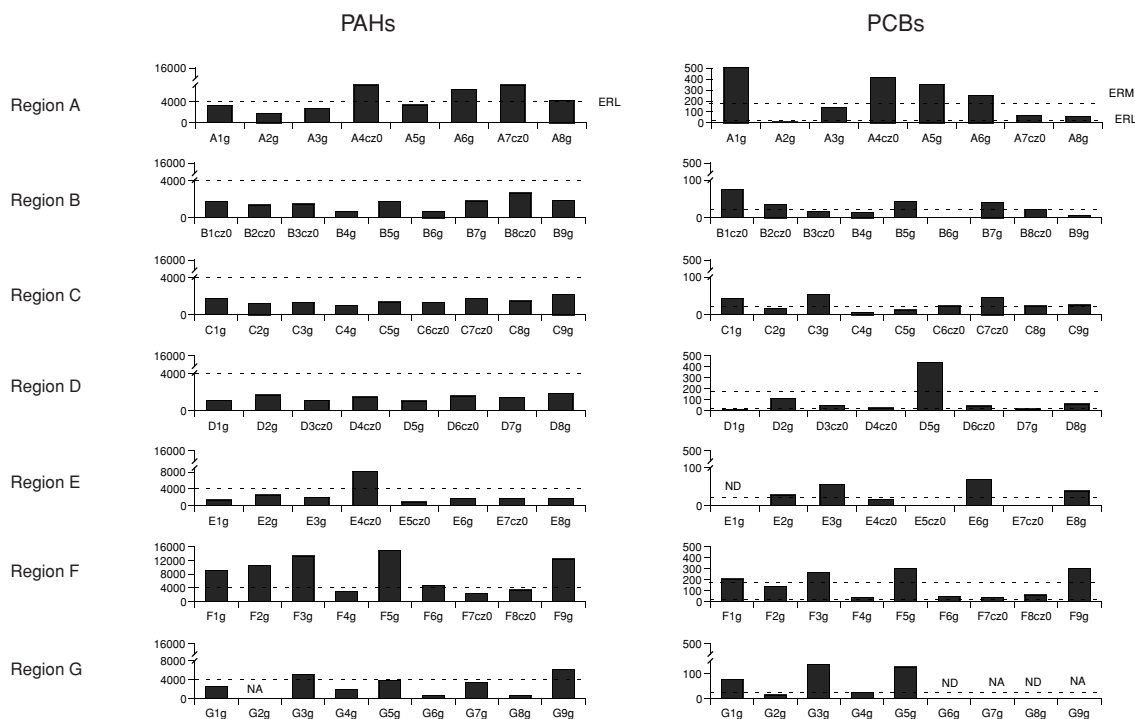 PAHs PCBs
Region A
16000
4000
0
ERL
A1g A2g A3g A4cz0 A5g A6g A7cz0 A8g
500
400
300
200
100
0
ERM
ERL
A1g A2g A3g A4cz0 A5g A6g A7cz0 A8g
Region B
16000
4000
0
B1cz0 B2cz0 B3cz0 B4g B5g B6g B7g B8cz0 B9g
500
100
0
B1cz0 B2cz0 B3cz0 B4g B5g B6g B7g B8cz0 B9g
Region C
16000
4000
0
C1g C2g C3g C4g C5g C6cz0 C7cz0 C8g C9g
500
100
0
C1g C2g C3g C4g C5g C6cz0 C7cz0 C8g C9g
Region D
16000
4000
0
D1g D2g D3cz0 D4cz0 D5g D6cz0 D7g D8g
500
400
300
200
100
0
D1g D2g D3cz0 D4cz0 D5g D6cz0 D7g D8g
Region E
16000
8000
4000
0
E1g E2g E3g E4cz0 E5cz0 E6g E7cz0 E8g
500
100
0
ND
E1g E2g E3g E4cz0 E5cz0 E6g E7cz0 E8g
Region F
16000
12000
8000
4000
0
F1g F2g F3g F4g F5g F6g F7cz0 F8cz0 F9g
500
400
300
200
100
0
F1g F2g F3g F4g F5g F6g F7cz0 F8cz0 F9g
Region G
16000
8000
4000
0
NA
G1g G2g G3g G4g G5g G6g G7g G8g G9g
500
100
0
ND NA ND NA
G1g G2g G3g G4g G5g G6g G7g G8g G9g